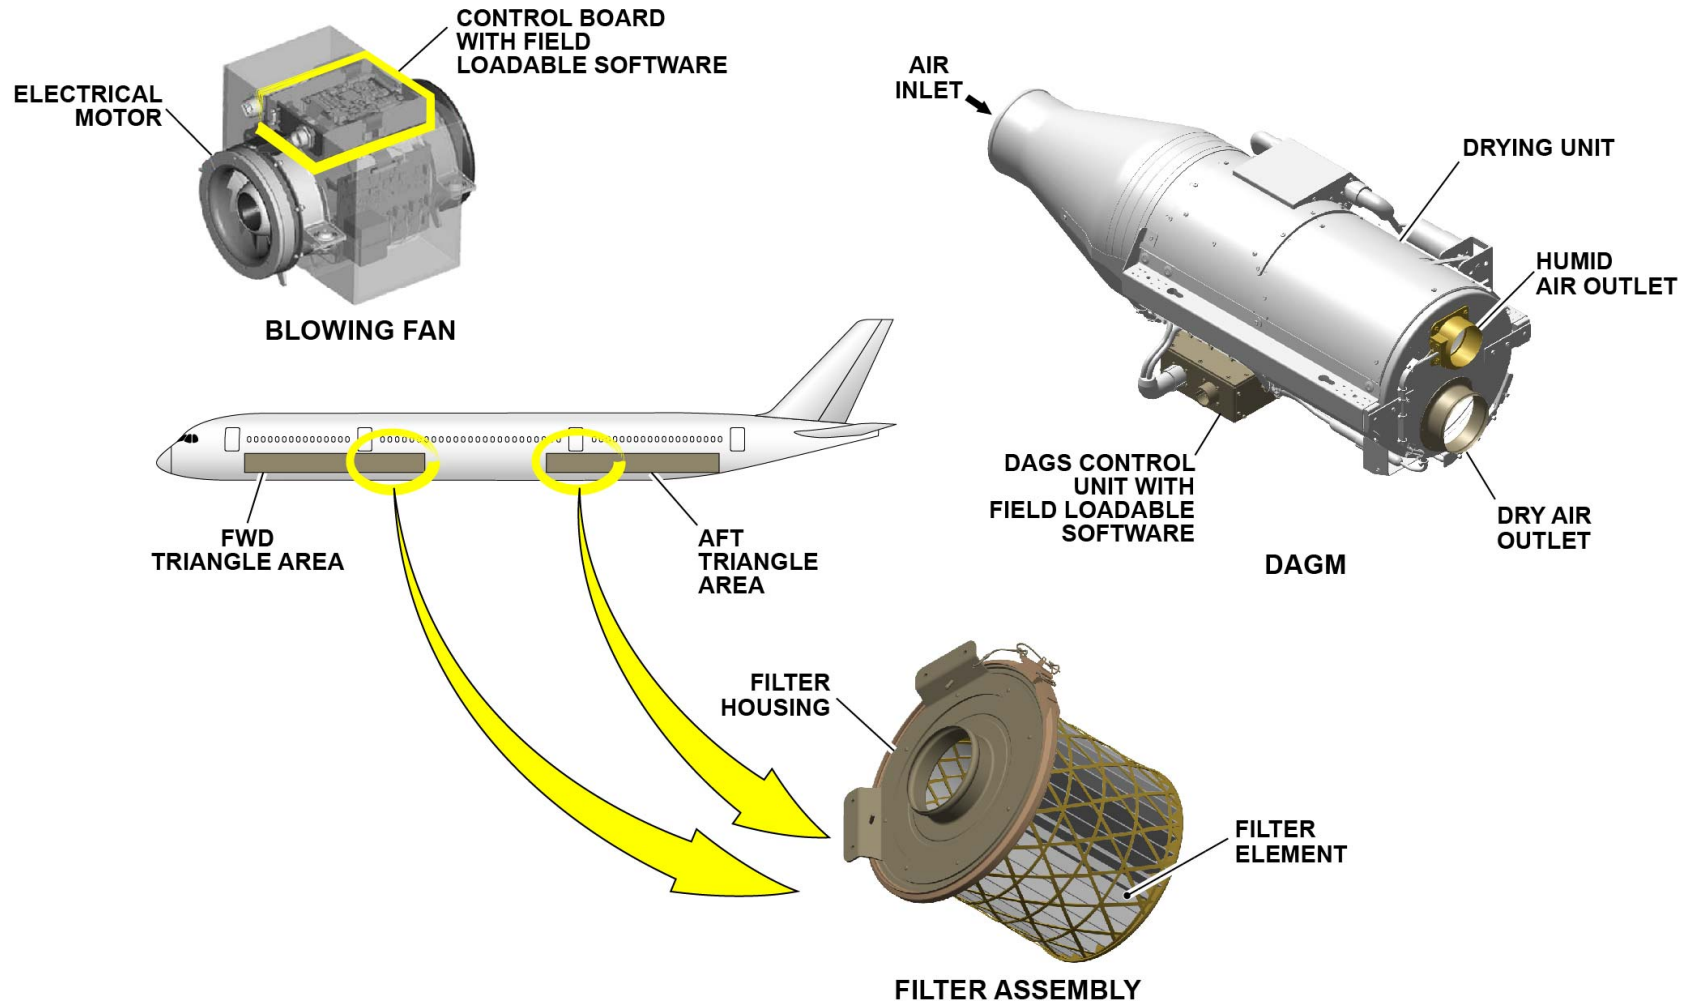 CONTROL BOARD
WITH FIELD
LOADABLE SOFTWARE
ELECTRICAL
MOTOR
BLOWING FAN
AIR
INLET
DRYING UNIT
HUMID
AIR OUTLET
DAGS CONTROL
UNIT WITH
FIELD LOADABLE
SOFTWARE
DRY AIR
OUTLET
DAGM
FWD
TRIANGLE AREA
AFT
TRIANGLE
AREA
FILTER
HOUSING
FILTER
ELEMENT
FILTER ASSEMBLY